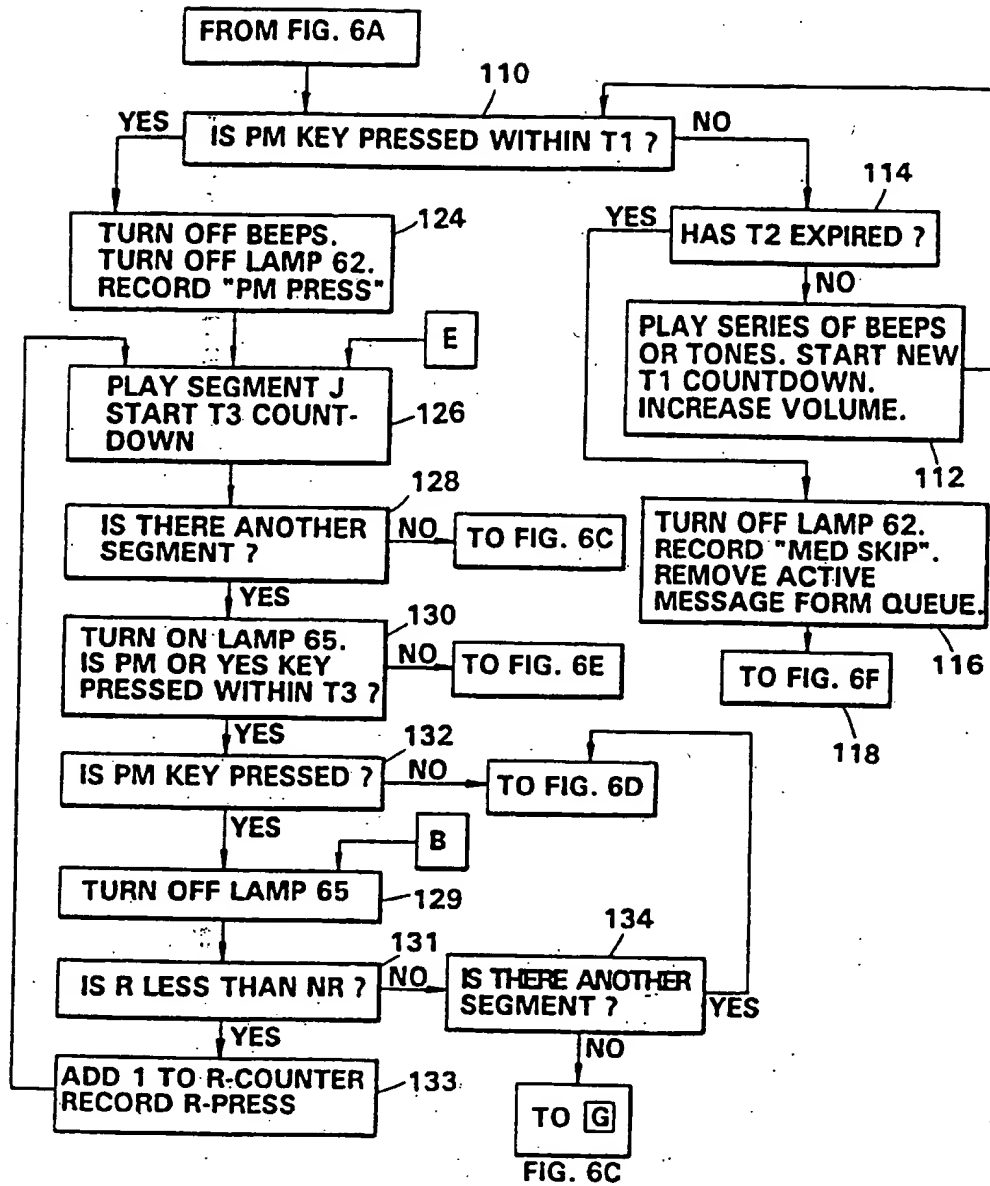 FROM FIG. 6A
110
YES
IS PM KEY PRESSED WITHIN T1 ?
NO
114
124
TURN OFF BEEPS.
TURN OFF LAMP 62.
RECORD "PM PRESS"
YES
HAS T2 EXPIRED ?
NO
E
PLAY SERIES OF BEEPS
OR TONES. START NEW
T1 COUNTDOWN.
INCREASE VOLUME.
112
PLAY SEGMENT J
START T3 COUNT-
DOWN
126
128
IS THERE ANOTHER
SEGMENT ?
NO
TO FIG. 6C
YES
TURN OFF LAMP 62.
RECORD "MED SKIP".
REMOVE ACTIVE
MESSAGE FORM QUEUE.
116
130
TURN ON LAMP 65.
IS PM OR YES KEY
PRESSED WITHIN T3 ?
NO
TO FIG. 6E
TO FIG. 6F
118
YES
132
IS PM KEY PRESSED ?
NO
TO FIG. 6D
YES
B
TURN OFF LAMP 65
129
131
IS R LESS THAN NR ?
NO
134
IS THERE ANOTHER
SEGMENT ?
YES
YES
NO
ADD 1 TO R-COUNTER
RECORD R-PRESS
133
TO G
FIG. 6C